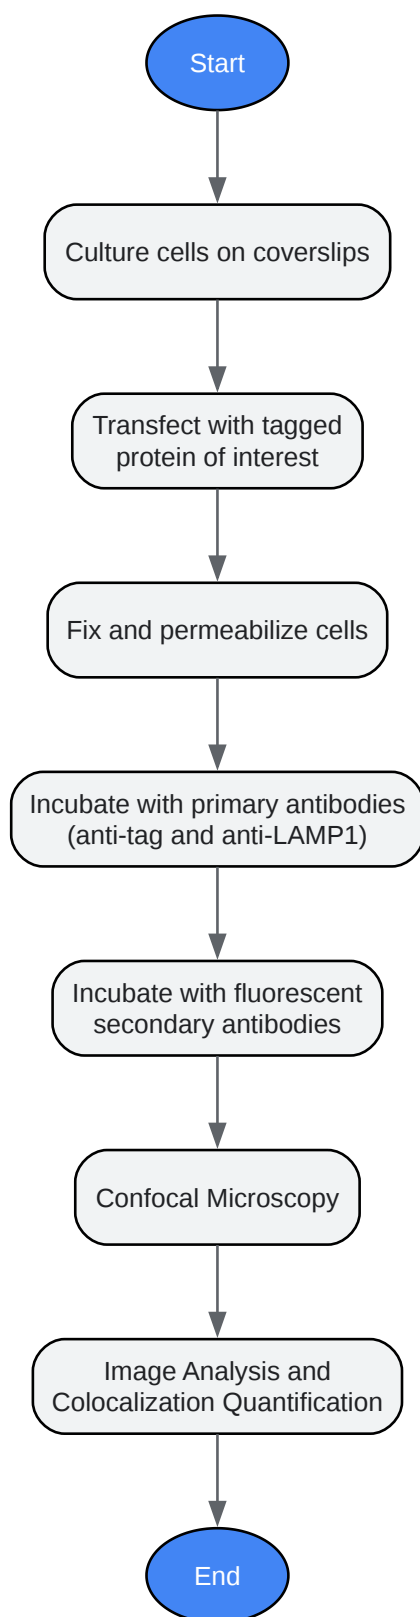 Start
Culture cells on coverslips
Transfect with tagged
protein of interest
Fix and permeabilize cells
Incubate with primary antibodies
(anti-tag and anti-LAMP1)
Incubate with fluorescent
secondary antibodies
Confocal Microscopy
Image Analysis and
Colocalization Quantification
End